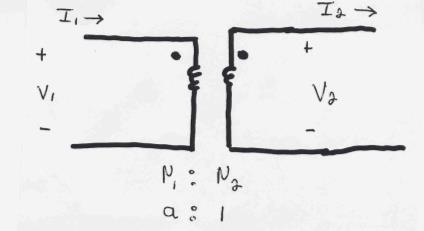 I₁ → I₂ →
+ +
V₁ V₂
- -
N₁ : N₂
a : 1